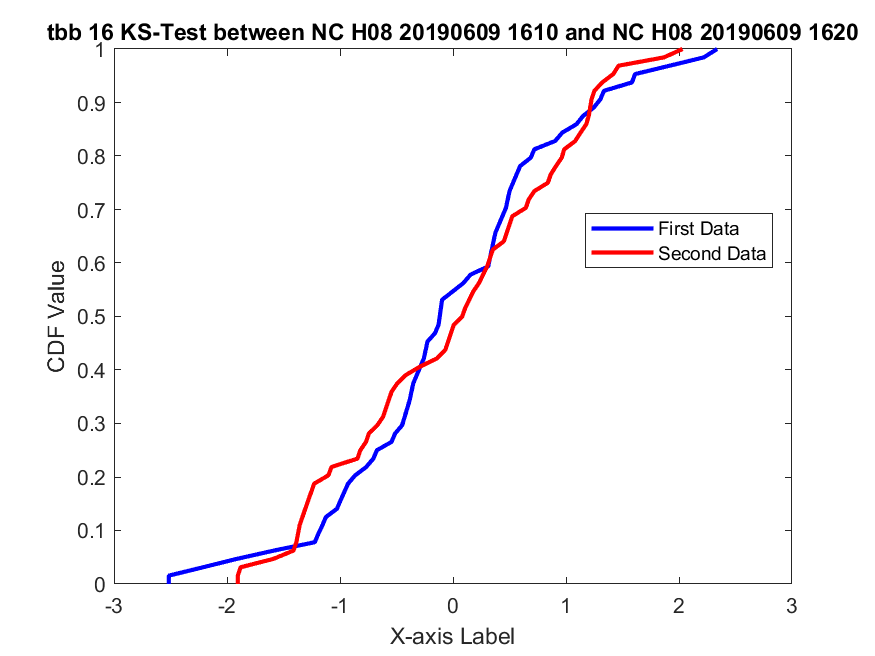 tbb 16 KS-Test between NC H08 20190609 1610 and NC H08 20190609 1620
1
0.9
0.8
0.7
0.6
0.5
0.4
0.3
0.2
0.1
0
CDF Value
First Data
Second Data
-3 -2 -1 0 1 2 3
X-axis Label